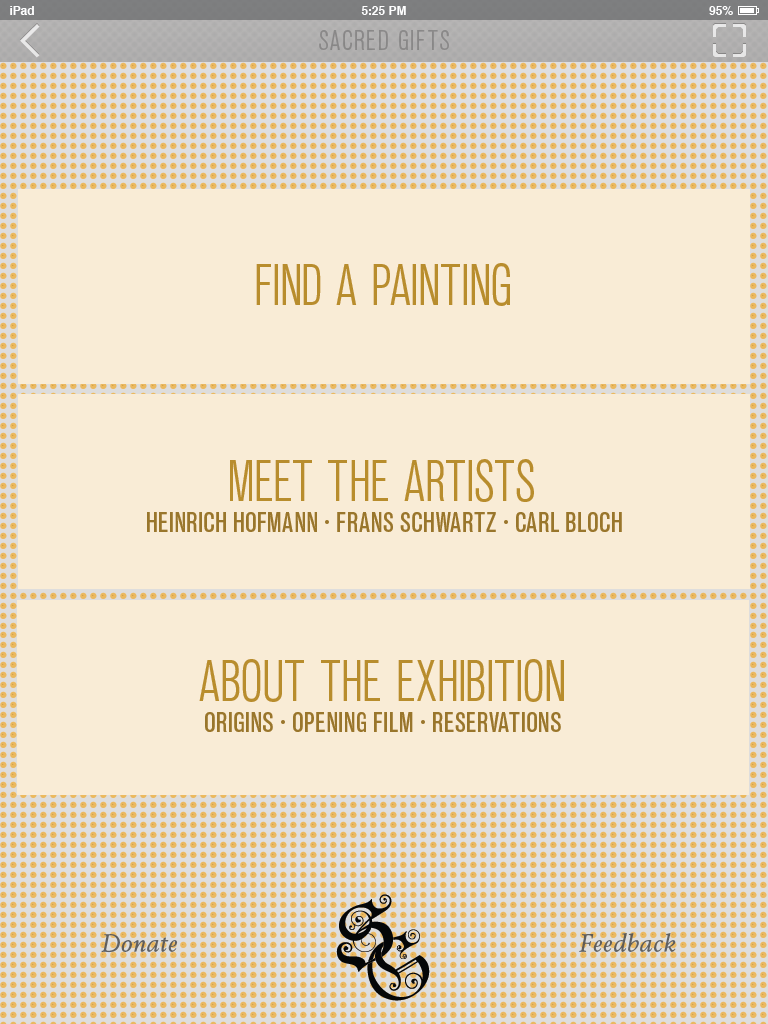 iPad 5:25 PM 95%
SACRED GIFTS
FIND A PAINTING
MEET THE ARTISTS
HEINRICH HOFMANN · FRANS SCHWARTZ · CARL BLOCH
ABOUT THE EXHIBITION
ORIGINS · OPENING FILM · RESERVATIONS
Donate Feedback